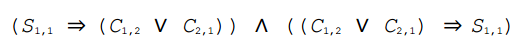 (S₁,₁ ⇒ (C₁,₂ ∨ C₂,₁)) ∧ ((C₁,₂ ∨ C₂,₁) ⇒ S₁,₁)